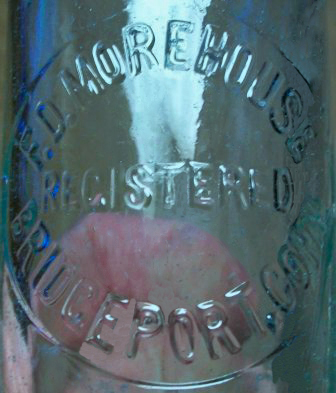 F.D. MOREHOUSE
REGISTERED
BRIDGEPORT, CONN